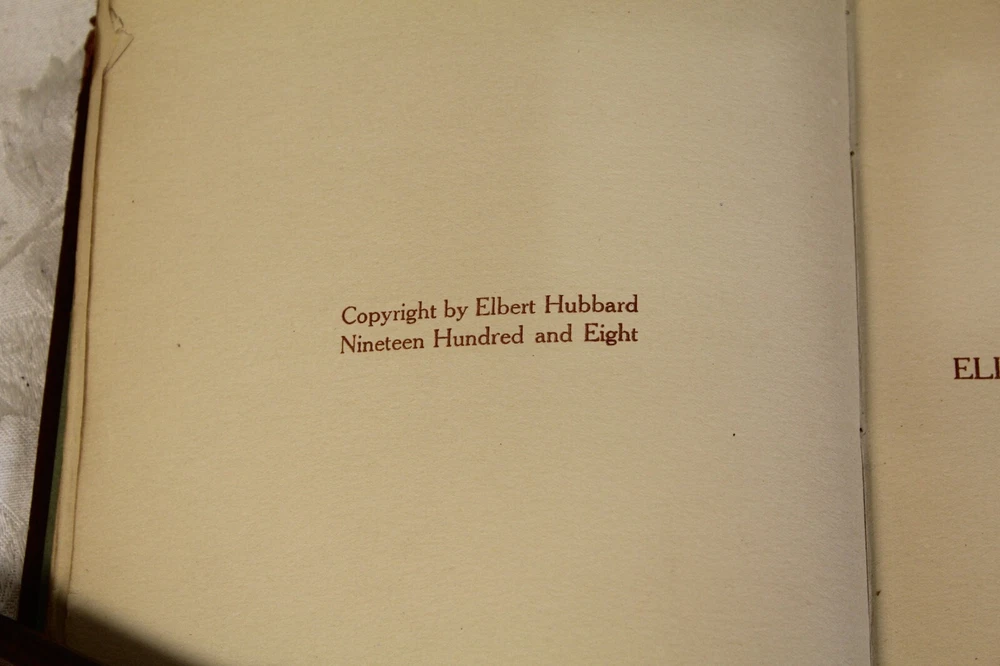 Copyright by Elbert Hubbard
Nineteen Hundred and Eight